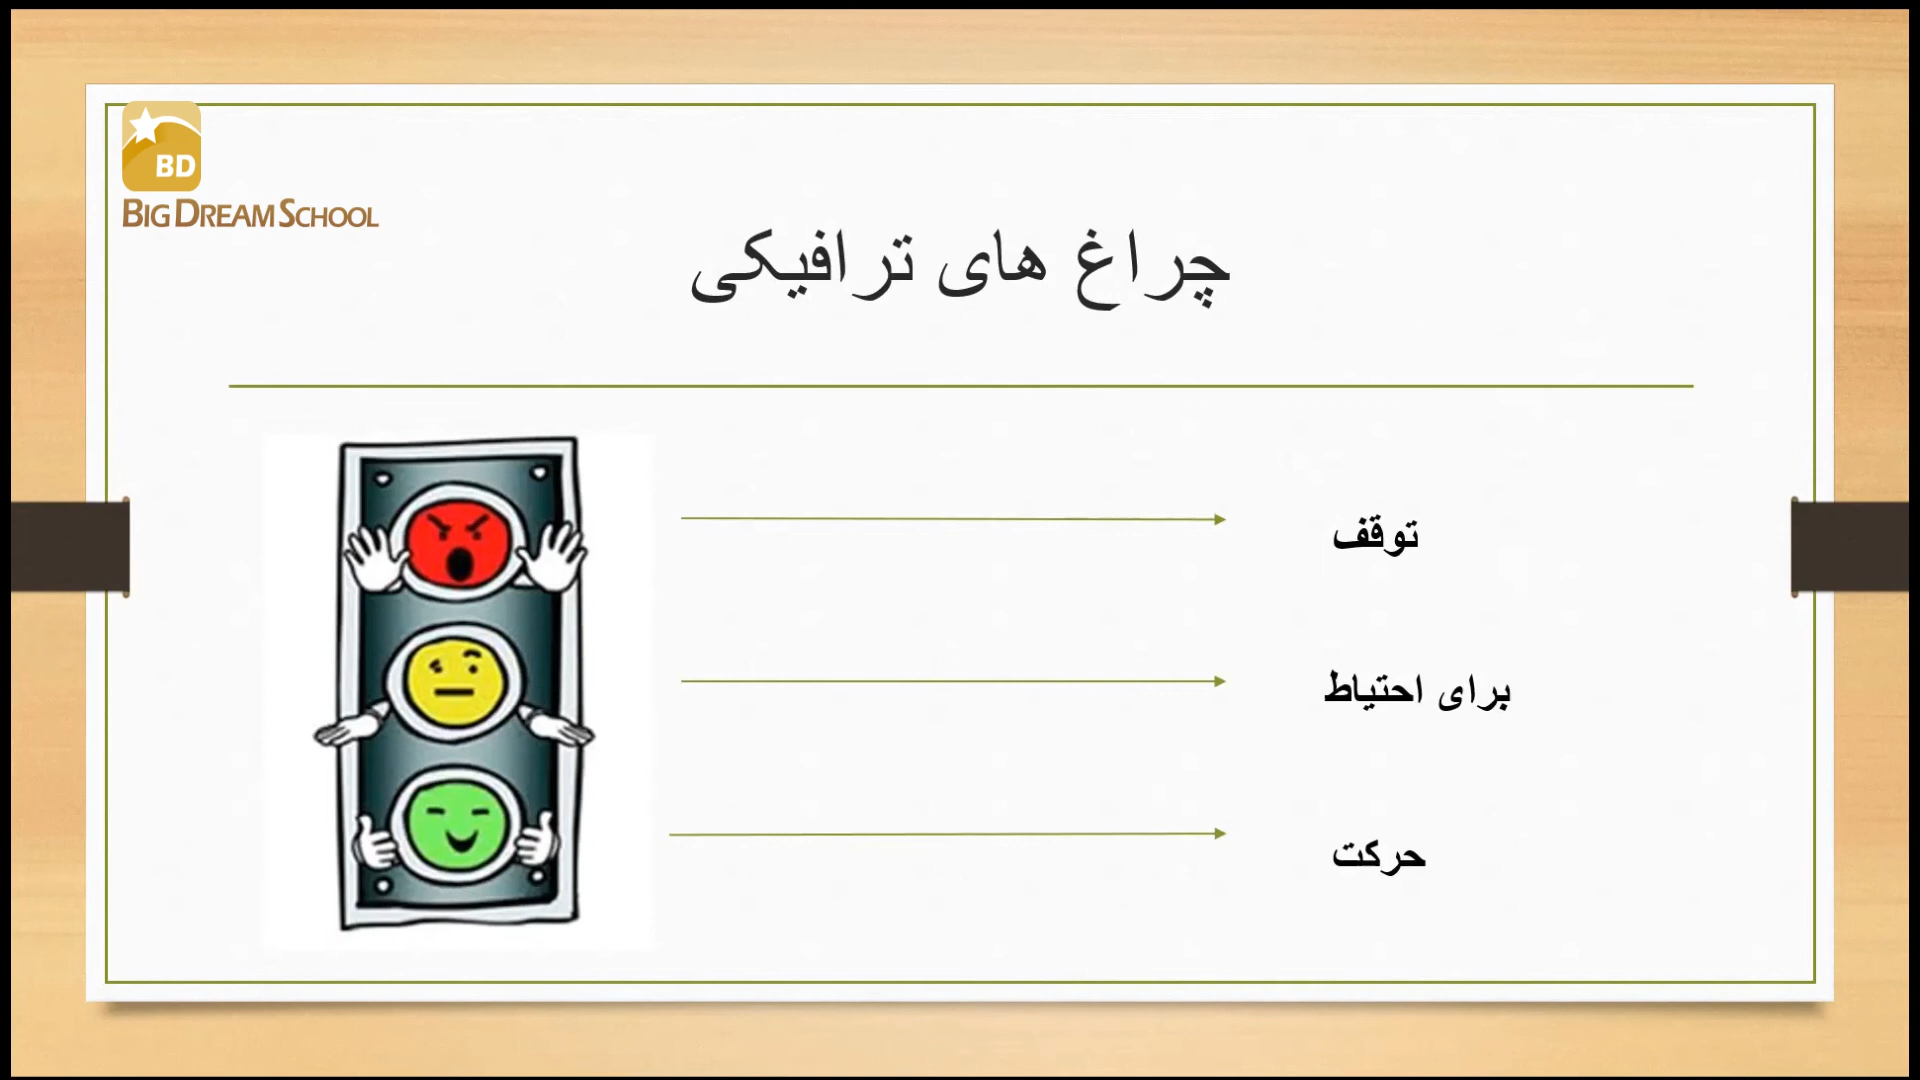 BD
BIG DREAM SCHOOL
چراغ های ترافیکی
توقف
برای احتیاط
حرکت